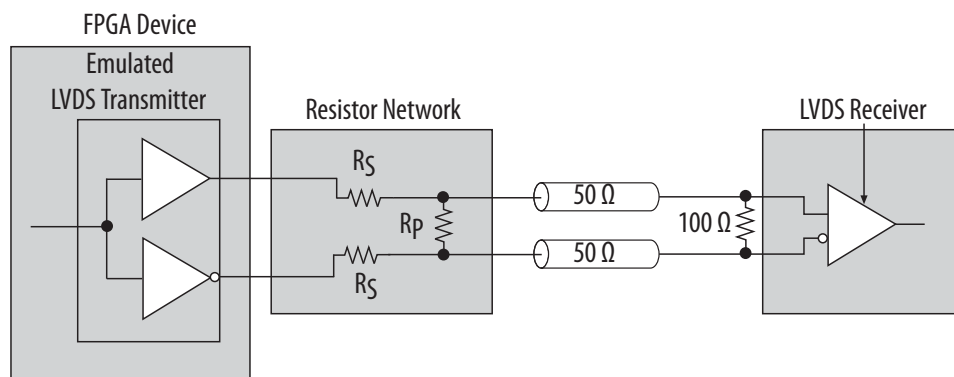 FPGA Device
Emulated
LVDS Transmitter
Resistor Network
LVDS Receiver
RS
50 Ω
RP
100 Ω
50 Ω
RS